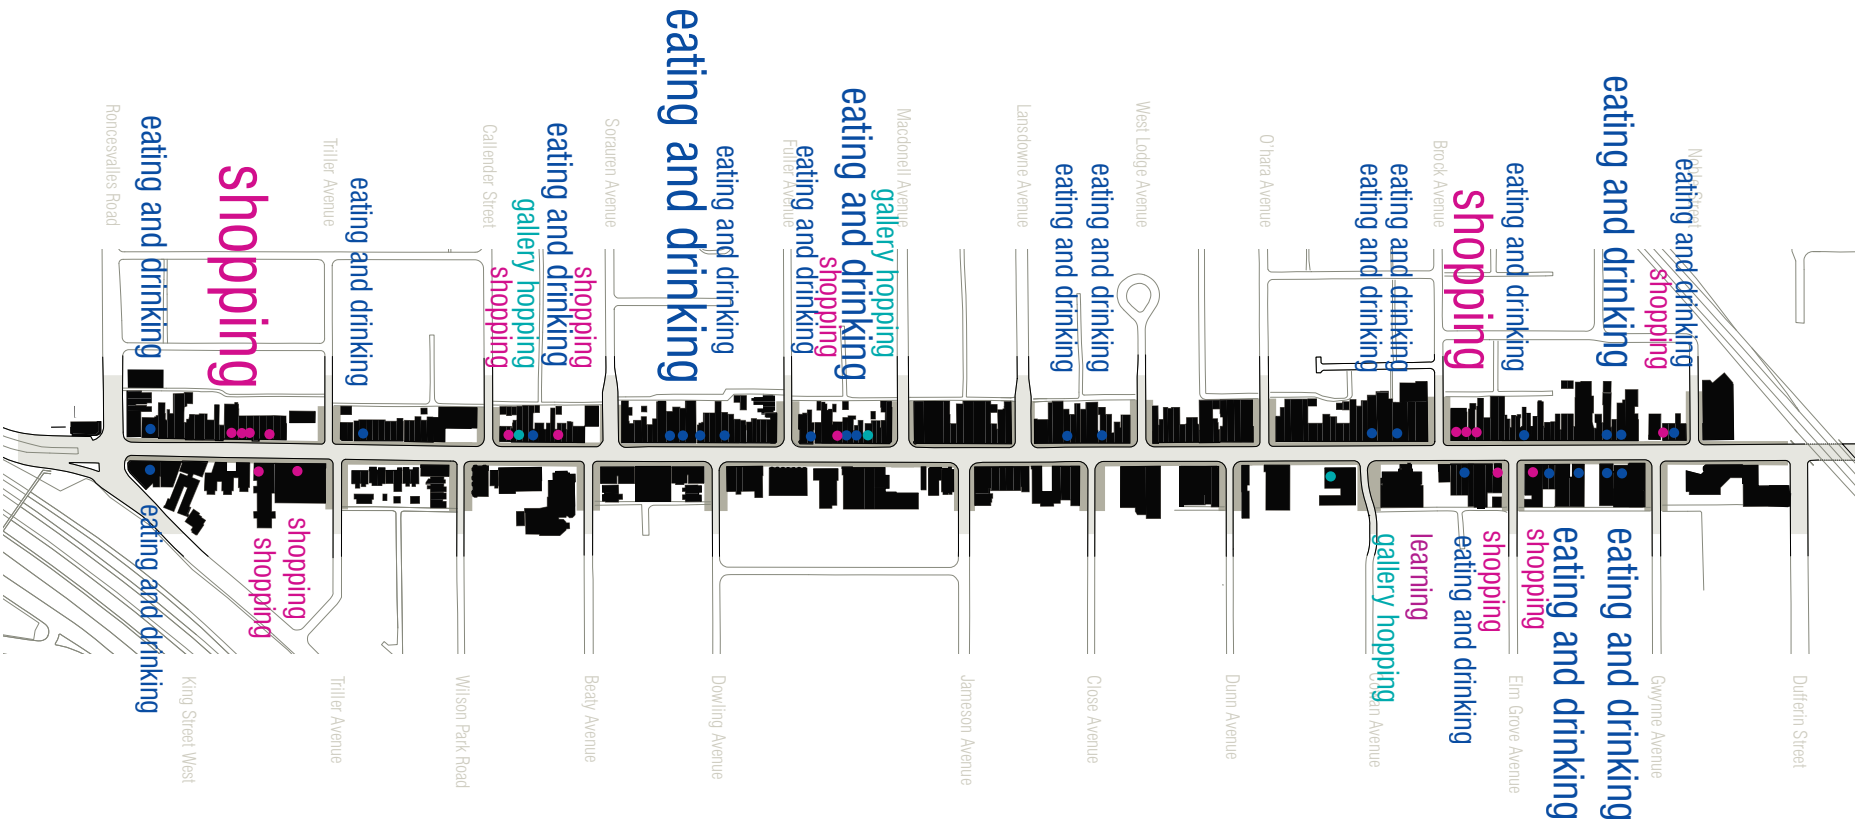 Roncesvalles Road
eating and drinking
shopping
Triller Avenue
eating and drinking
Callender Street
shopping
gallery hopping
eating and drinking
shopping
Sorauren Avenue
eating and drinking
eating and drinking
Fuller Avenue
eating and drinking
shopping
eating and drinking
gallery hopping
Macdonell Avenue
Lansdowne Avenue
eating and drinking
eating and drinking
West Lodge Avenue
O'hara Avenue
eating and drinking
eating and drinking
Brock Avenue
shopping
eating and drinking
eating and drinking
shopping
eating and drinking
Noble Street
eating and drinking
King Street West
shopping
shopping
Triller Avenue
Wilson Park Road
Beaty Avenue
Dowling Avenue
Jameson Avenue
Close Avenue
Dunn Avenue
Cowan Avenue
gallery hopping
learning
eating and drinking
shopping
Elm Grove Avenue
shopping
eating and drinking
eating and drinking
Gwynne Avenue
Dufferin Street